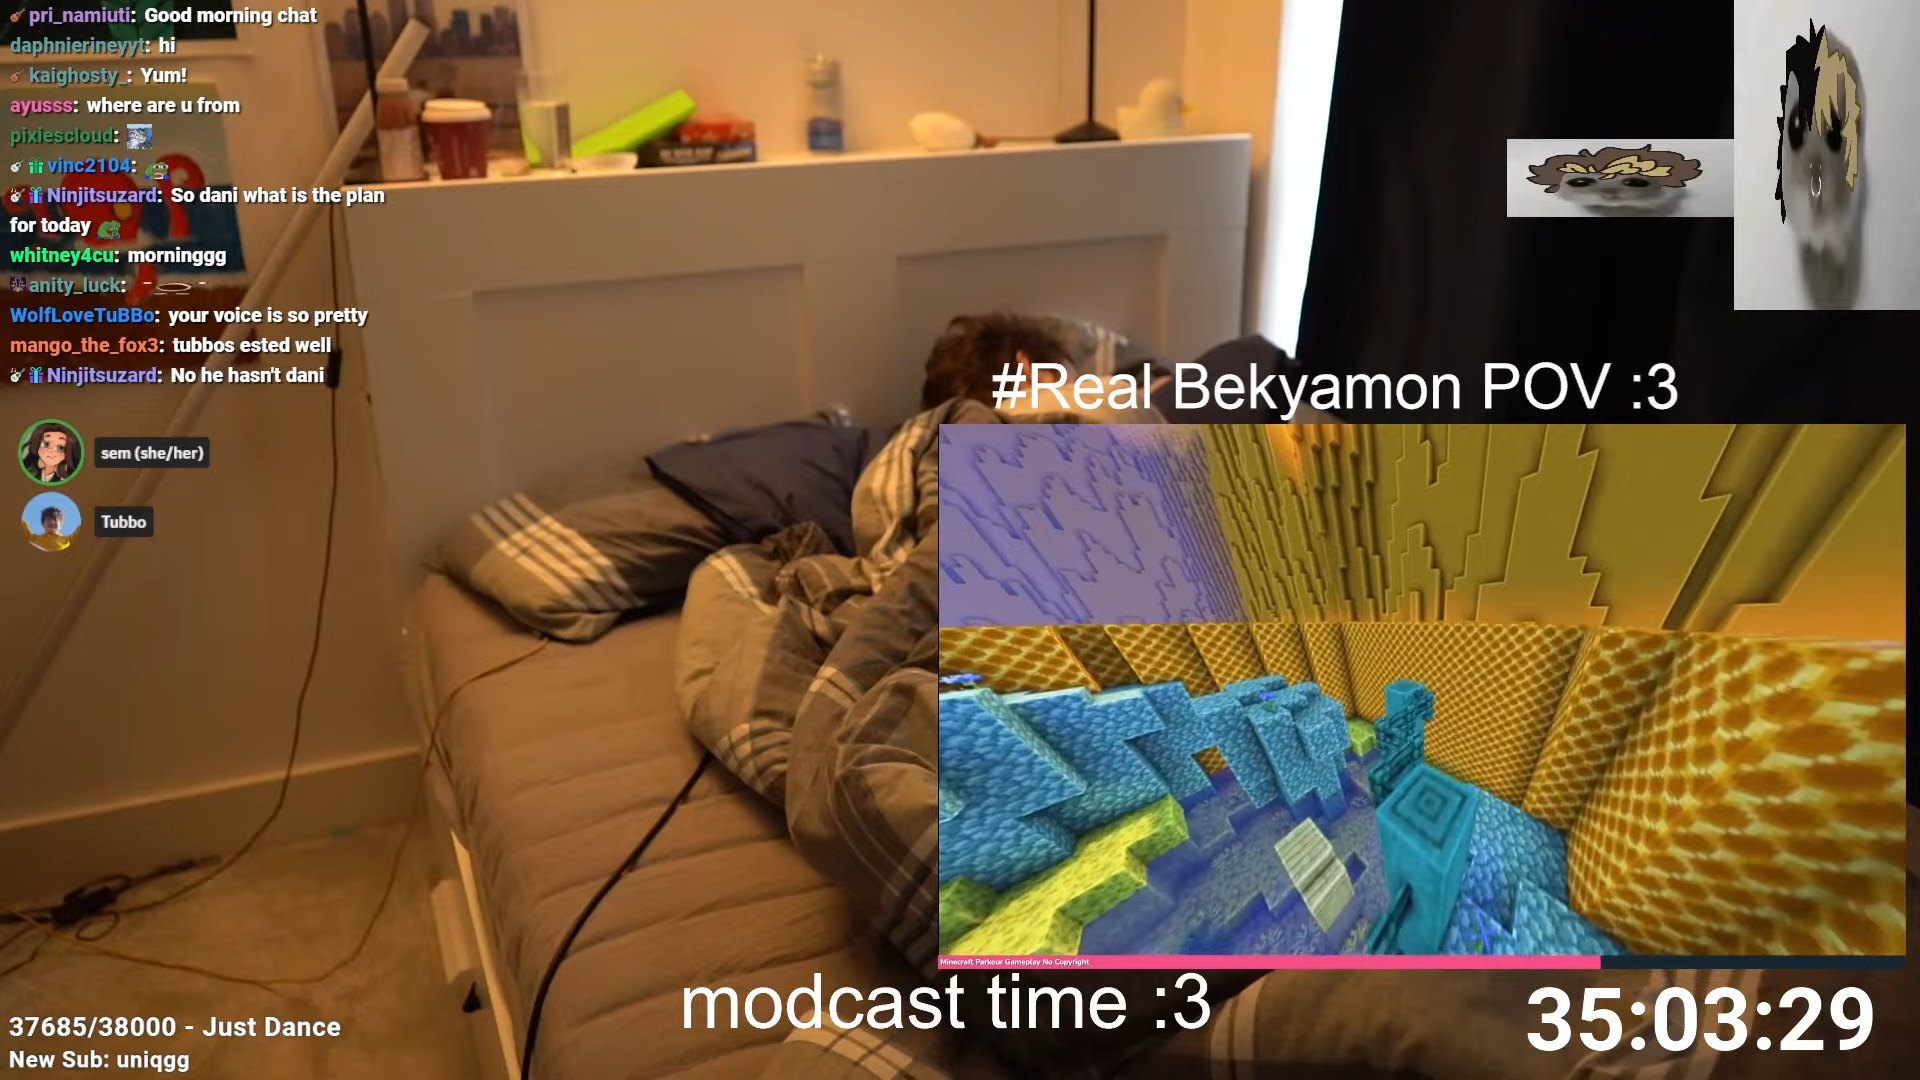 pri_namiuti: Good morning chat
daphnierineyyt: hi
kaighosty_: Yum!
ayusss: where are u from
pixiescloud:
vinc2104:
Ninjitsuzard: So dani what is the plan
for today
whitney4cu: morninggg
anity_luck:
WolfLoveTuBBo: your voice is so pretty
mango_the_fox3: tubbos ested well
Ninjitsuzard: No he hasn't dani
#Real Bekyamon POV :3
sem (she/her)
Tubbo
Minecraft Parkour Gameplay No Copyright
modcast time :3
35:03:29
37685/38000 - Just Dance
New Sub: uniqgg